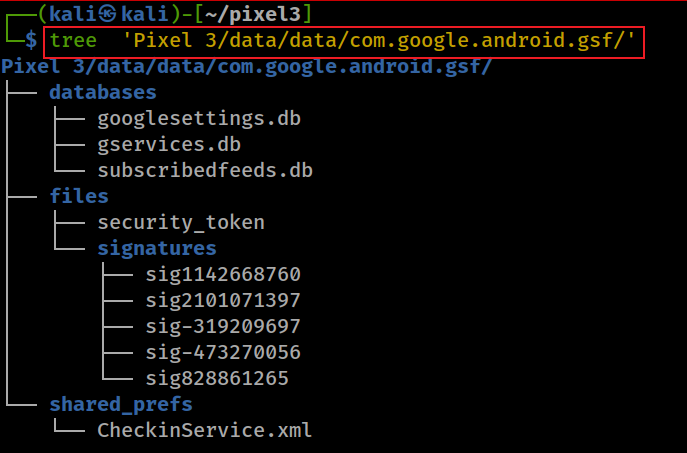 ┌──(kali㉿kali)-[~/pixel3]
└─$ tree  'Pixel 3/data/data/com.google.android.gsf/'
Pixel 3/data/data/com.google.android.gsf/
├── databases
│   ├── googlesettings.db
│   ├── gservices.db
│   └── subscribedfeeds.db
├── files
│   ├── security_token
│   └── signatures
│       ├── sig1142668760
│       ├── sig2101071397
│       ├── sig-319209697
│       ├── sig-473270056
│       └── sig828861265
└── shared_prefs
    └── CheckinService.xml